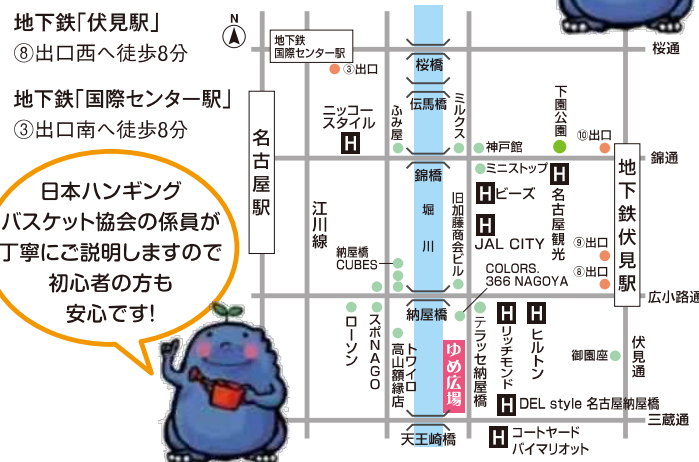 地下鉄「伏見駅」
⑧出口西へ徒歩8分
地下鉄「国際センター駅」
③出口南へ徒歩8分
日本ハンギング
バスケット協会の係員が
丁寧にご説明しますので
初心者の方も
安心です!
N
地下鉄
国際センター駅
③出口
桜橋
桜通
ニッコー
スタイル
H
ふみ屋
伝馬橋
ミルクス
神戸館
下園公園
⑩出口
錦通
名古屋駅
錦橋
ミニストップ
H ビーズ
H
名古屋観光
地下鉄伏見駅
江川線
堀川
旧加藤商会ビル
H
JAL CITY
⑨出口
納屋橋
CUBES
COLORS.
366 NAGOYA
⑧出口
広小路通
納屋橋
ローソン
スポNAGO
トワイロ
高山額縁店
ゆめ広場
テラッセ納屋橋
H
リッチモンド
H
ヒルトン
御園座
伏見通
H DEL style 名古屋納屋橋
三蔵通
天王崎橋
H コートヤード
バイマリオット